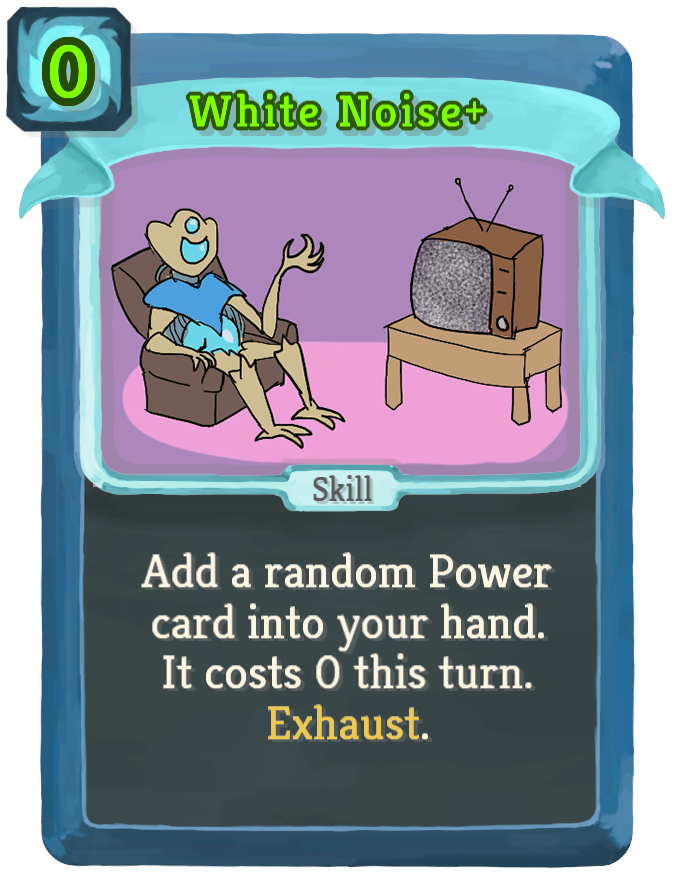 0
White Noise+
Skill
Add a random Power
card into your hand.
It costs 0 this turn.
Exhaust.